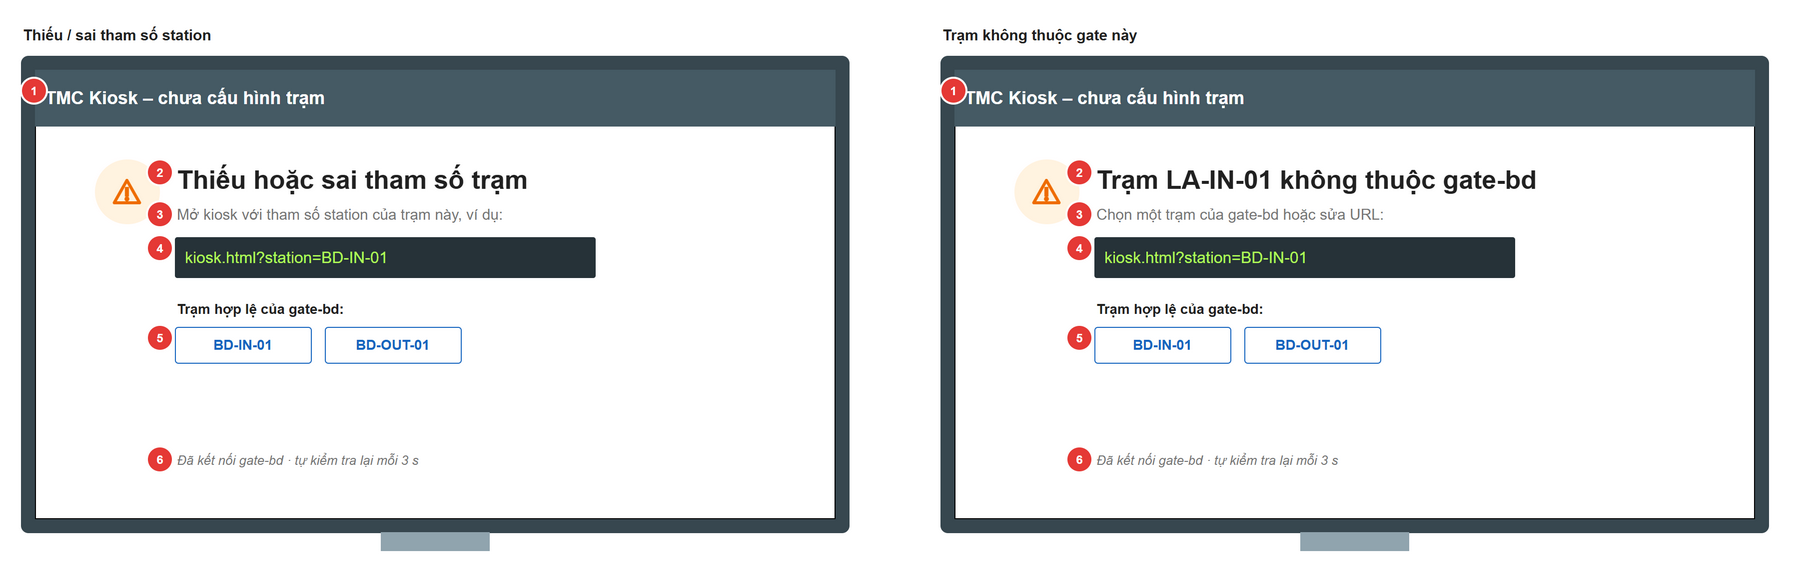 Thiếu / sai tham số station
1
TMC Kiosk – chưa cấu hình trạm
2
Thiếu hoặc sai tham số trạm
3
Mở kiosk với tham số station của trạm này, ví dụ:
4
kiosk.html?station=BD-IN-01
Trạm hợp lệ của gate-bd:
5
BD-IN-01
BD-OUT-01
6
Đã kết nối gate-bd · tự kiểm tra lại mỗi 3 s
Trạm không thuộc gate này
1
TMC Kiosk – chưa cấu hình trạm
2
Trạm LA-IN-01 không thuộc gate-bd
3
Chọn một trạm của gate-bd hoặc sửa URL:
4
kiosk.html?station=BD-IN-01
Trạm hợp lệ của gate-bd:
5
BD-IN-01
BD-OUT-01
6
Đã kết nối gate-bd · tự kiểm tra lại mỗi 3 s